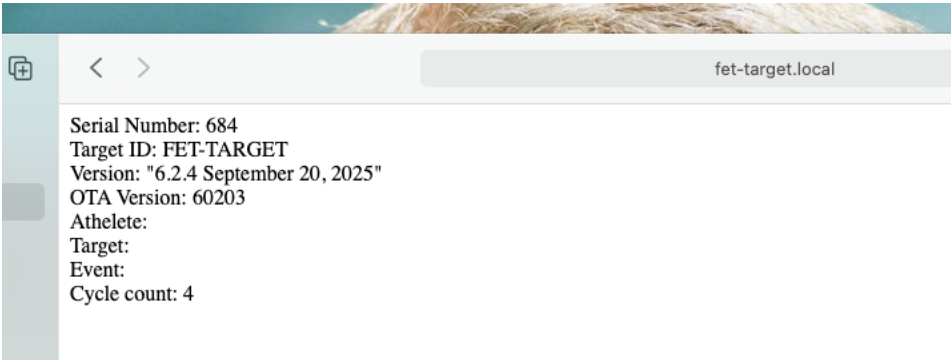 fet-target.local
Serial Number: 684
Target ID: FET-TARGET
Version: "6.2.4 September 20, 2025"
OTA Version: 60203
Athelete:
Target:
Event:
Cycle count: 4